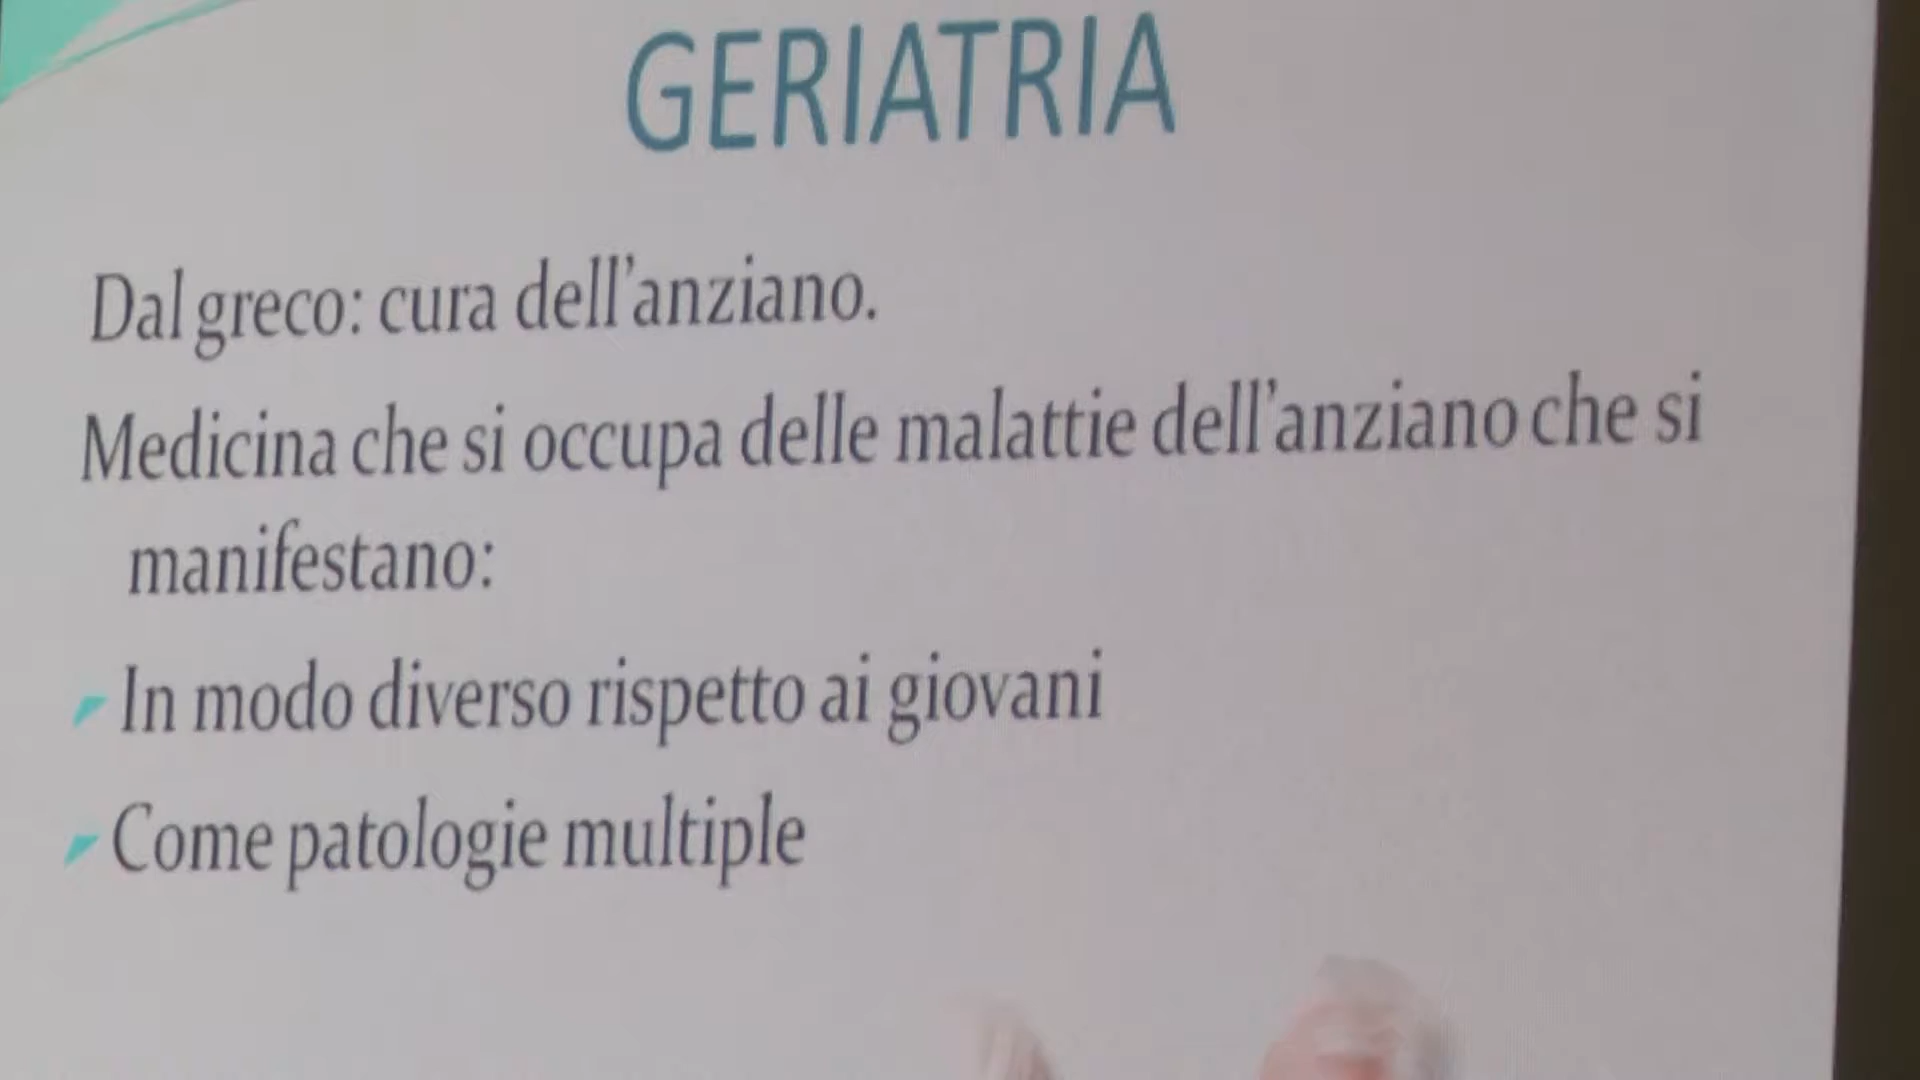 GERIATRIA
Dal greco: cura dell'anziano.
Medicina che si occupa delle malattie dell'anziano che si
manifestano:
In modo diverso rispetto ai giovani
Come patologie multiple